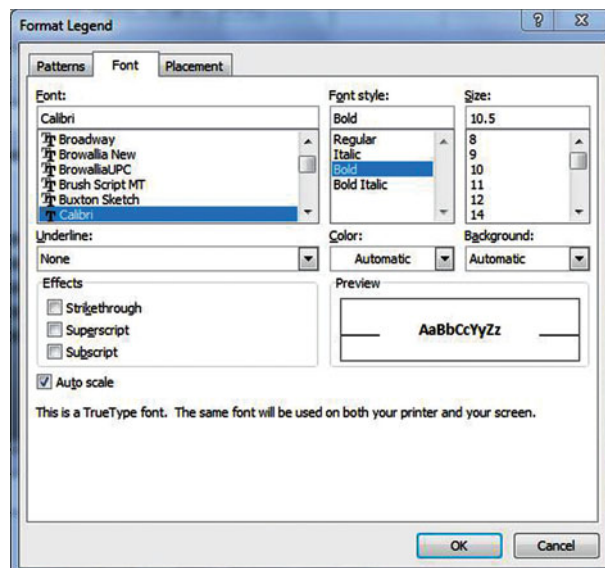 Format Legend
Patterns Font Placement
Font: Font style: Size:
Calibri Bold 10.5
Broadway Regular 8
Browallia New Italic 9
BrowalliaUPC Bold 10
Brush Script MT Bold Italic 11
Buxton Sketch 12
Calibri 14
Underline: Color: Background:
None Automatic Automatic
Effects Preview
Strikethrough
Superscript AaBbCcYyZz
Subscript
Auto scale
This is a TrueType font. The same font will be used on both your printer and your screen.
OK Cancel